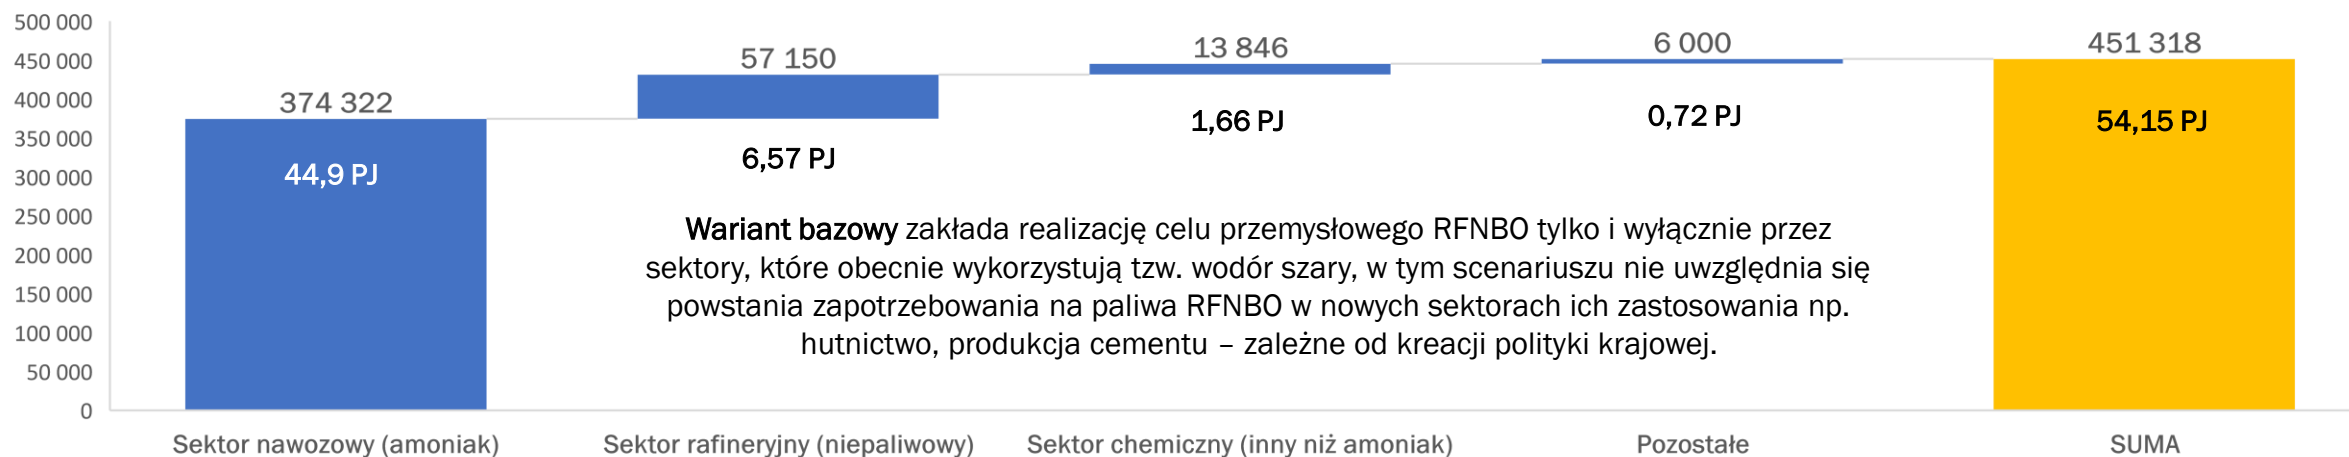 500 000
450 000
400 000
350 000
300 000
250 000
200 000
150 000
100 000
50 000
0
374 322
57 150
13 846
6 000
451 318
44,9 PJ
6,57 PJ
1,66 PJ
0,72 PJ
54,15 PJ
Wariant bazowy zakłada realizację celu przemysłowego RFNBO tylko i wyłącznie przez
sektory, które obecnie wykorzystują tzw. wodór szary, w tym scenariuszu nie uwzględnia się
powstania zapotrzebowania na paliwa RFNBO w nowych sektorach ich zastosowania np.
hutnictwo, produkcja cementu – zależne od kreacji polityki krajowej.
Sektor nawozowy (amoniak)
Sektor rafineryjny (niepaliwowy)
Sektor chemiczny (inny niż amoniak)
Pozostałe
SUMA